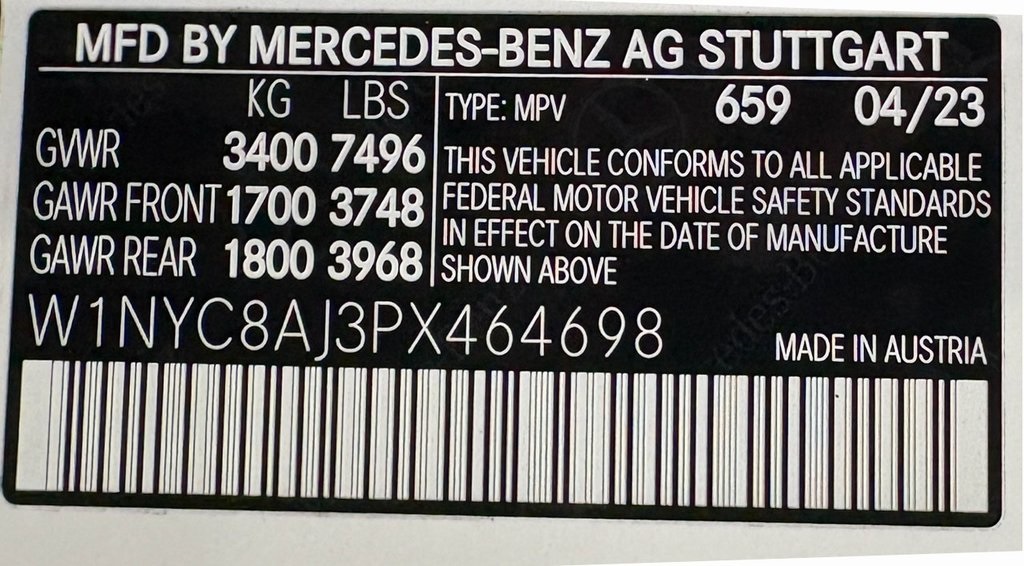 MFD BY MERCEDES-BENZ AG STUTTGART
KG LBS
GVWR 3400 7496
GAWR FRONT 1700 3748
GAWR REAR 1800 3968
TYPE: MPV 659 04/23
THIS VEHICLE CONFORMS TO ALL APPLICABLE
FEDERAL MOTOR VEHICLE SAFETY STANDARDS
IN EFFECT ON THE DATE OF MANUFACTURE
SHOWN ABOVE
W1NYC8AJ3PX464698
MADE IN AUSTRIA